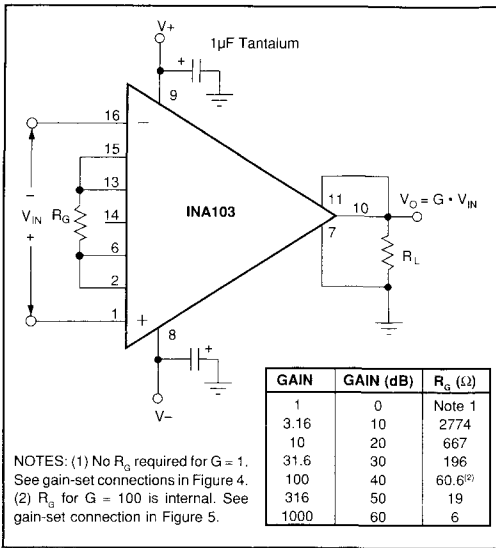 V+
1µF Tantalum
+
9
16
−
15
13
INA103
14
6
2
1
+
8
−
V_IN
+
R_G
11
10
7
V_O = G • V_IN
R_L
+
V−
NOTES: (1) No R_G required for G = 1.
See gain-set connections in Figure 4.
(2) R_G for G = 100 is internal. See
gain-set connection in Figure 5.
GAIN GAIN (dB) R_G (Ω)
1 0 Note 1
3.16 10 2774
10 20 667
31.6 30 196
100 40 60.6(2)
316 50 19
1000 60 6